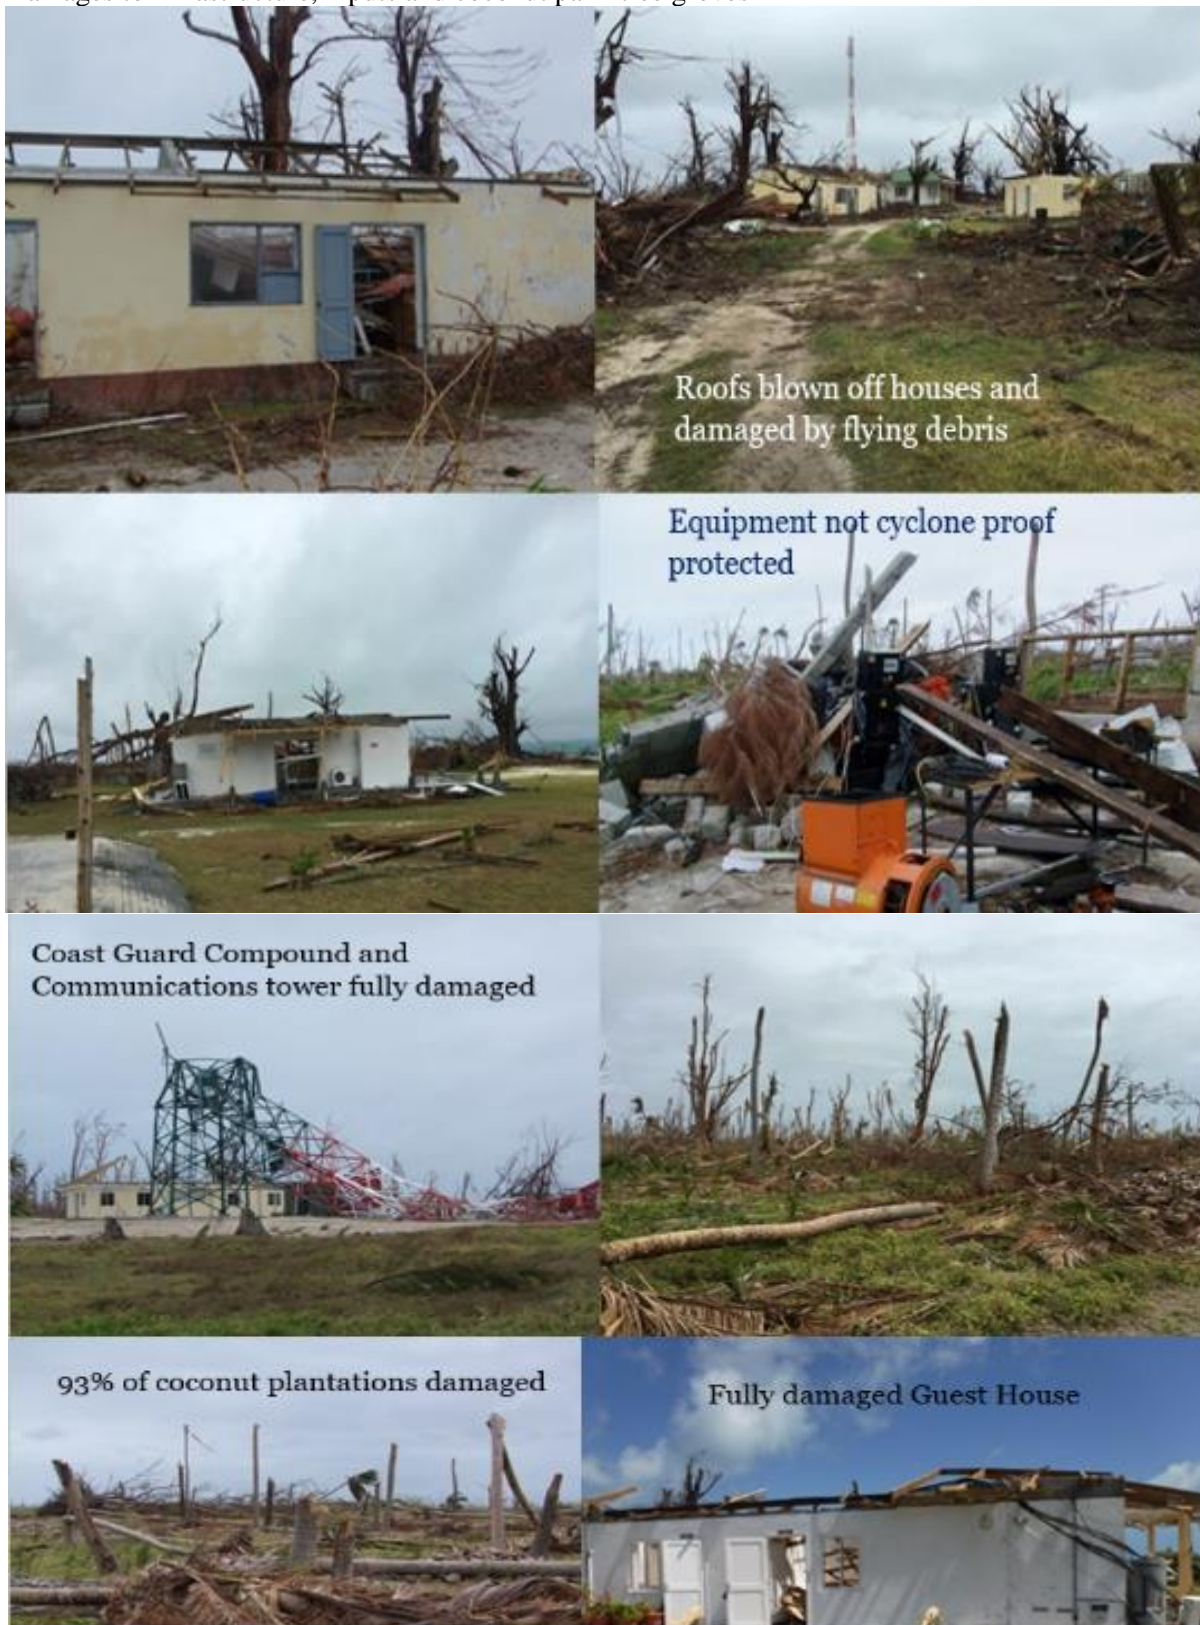 Roofs blown off houses and
damaged by flying debris
Equipment not cyclone proof
protected
Coast Guard Compound and
Communications tower fully damaged
93% of coconut plantations damaged
Fully damaged Guest House